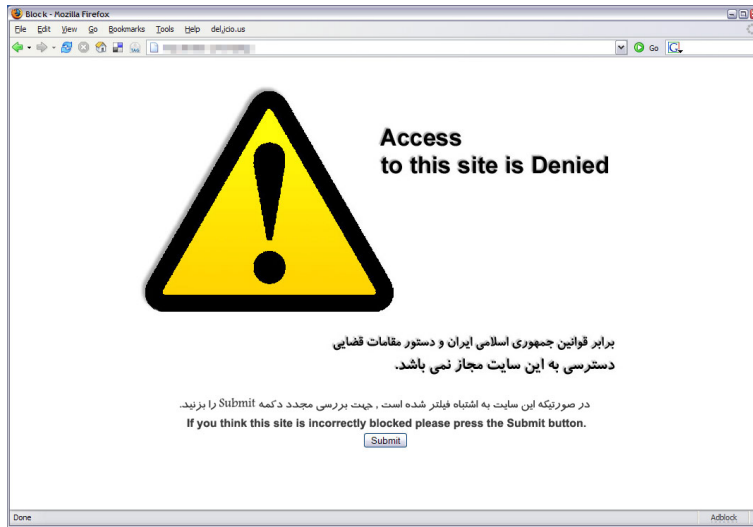 Block - Mozilla Firefox
File Edit View Go Bookmarks Tools Help del.icio.us
Go
Access
to this site is Denied
برابر قوانین جمهوری اسلامی ایران و دستور مقامات قضایی
دسترسی به این سایت مجاز نمی باشد.
در صورتیکه این سایت به اشتباه فیلتر شده است , جهت بررسی مجدد دکمه Submit را بزنید.
If you think this site is incorrectly blocked please press the Submit button.
Submit
Done Adblock